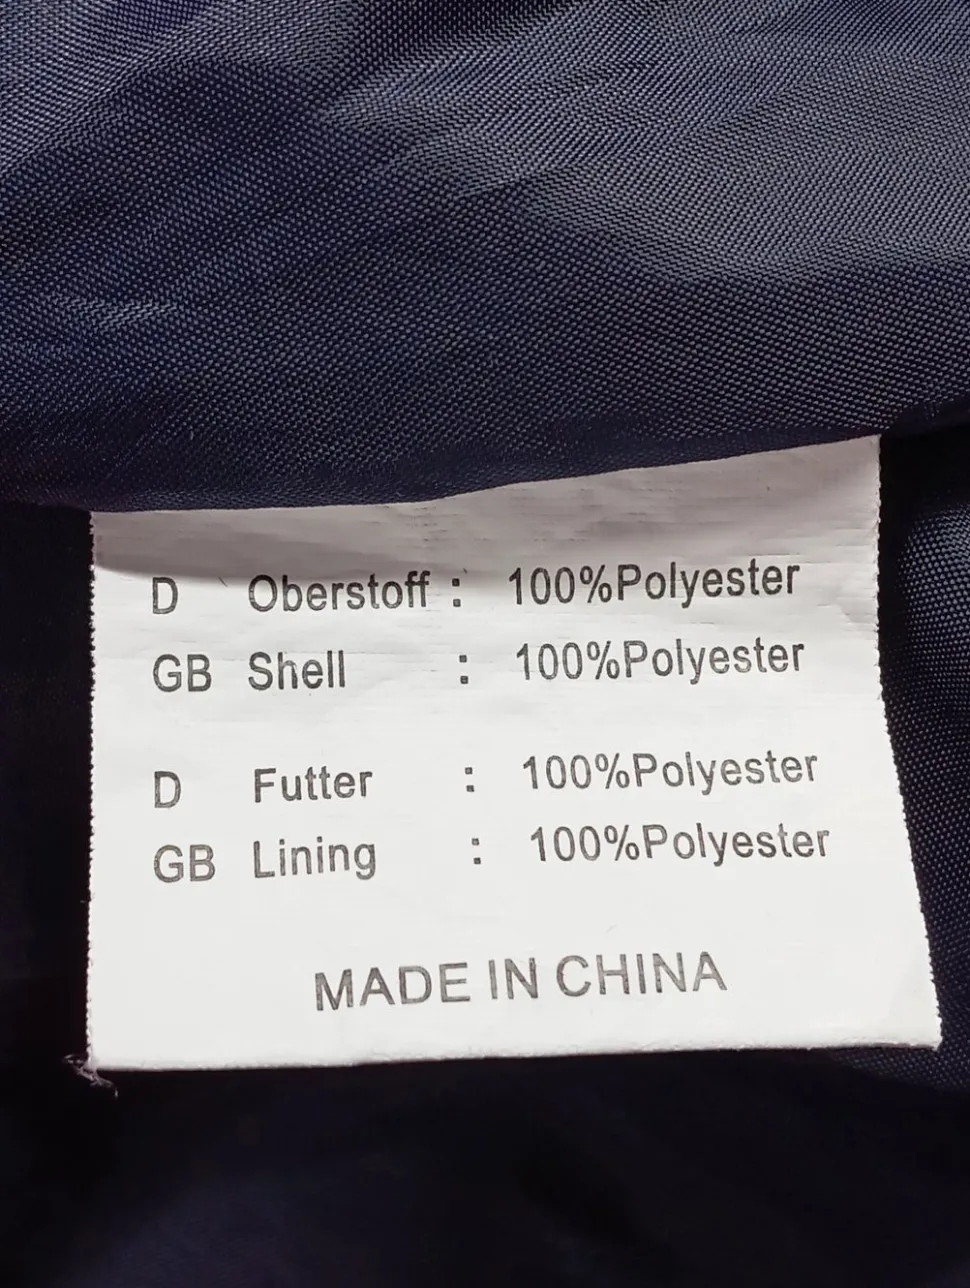 D Oberstoff : 100%Polyester
GB Shell : 100%Polyester
D Futter : 100%Polyester
GB Lining : 100%Polyester
MADE IN CHINA